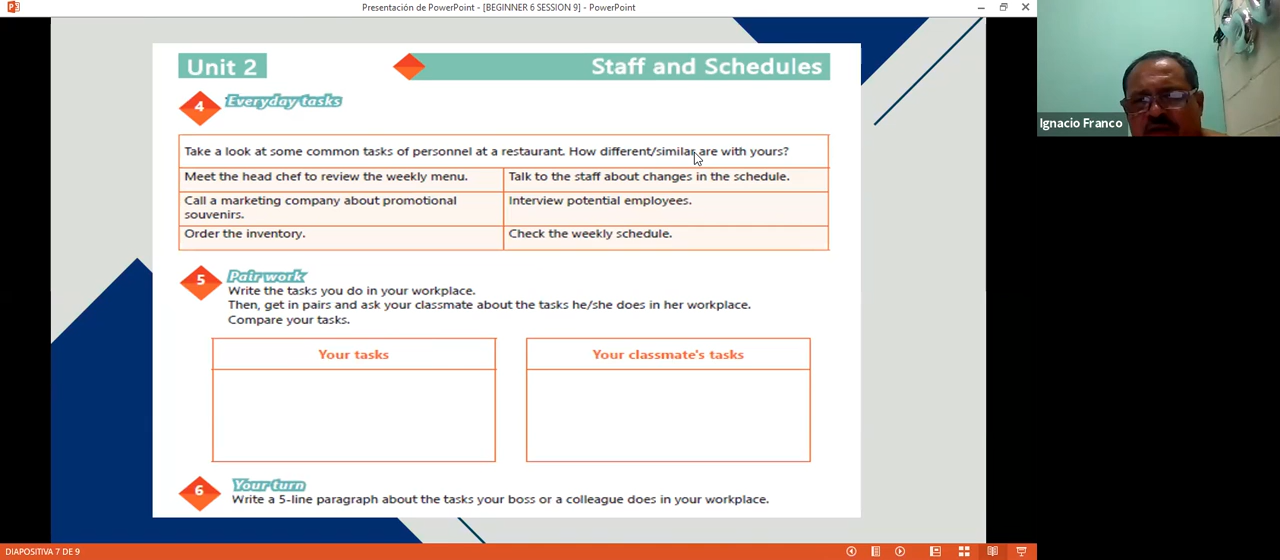 Presentación de PowerPoint - [BEGINNER 6 SESSION 9] - PowerPoint
Unit 2
Staff and Schedules
4
Everyday tasks
Take a look at some common tasks of personnel at a restaurant. How different/similar are with yours?
Meet the head chef to review the weekly menu.
Talk to the staff about changes in the schedule.
Call a marketing company about promotional
souvenirs.
Interview potential employees.
Order the inventory.
Check the weekly schedule.
5
Pair work
Write the tasks you do in your workplace.
Then, get in pairs and ask your classmate about the tasks he/she does in her workplace.
Compare your tasks.
Your tasks
Your classmate's tasks
6
Your turn
Write a 5-line paragraph about the tasks your boss or a colleague does in your workplace.
Ignacio Franco
DIAPOSITIVA 7 DE 9